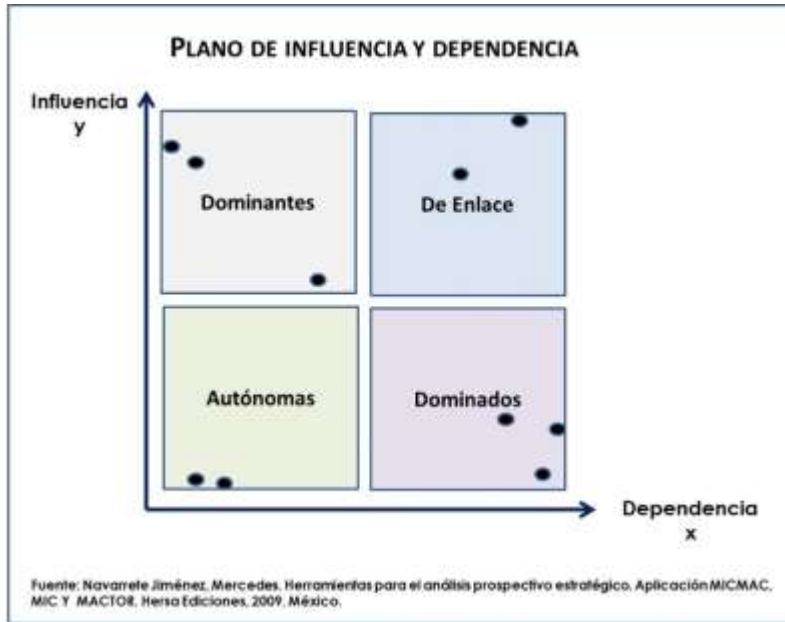 PLANO DE INFLUENCIA Y DEPENDENCIA
Influencia
y
Dominantes
De Enlace
Autónomas
Dominados
Dependencia
x
Fuente: Navarrete Jiménez, Mercedes. Herramientas para el análisis prospectivo estratégico. Aplicación MICMAC,
MIC Y MACTOR, Hersa Ediciones, 2009, México.